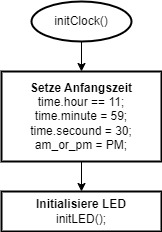 initClock()
Setze Anfangszeit
time.hour == 11;
time.minute = 59;
time.secound = 30;
am_or_pm = PM;
Initialisiere LED
initLED();